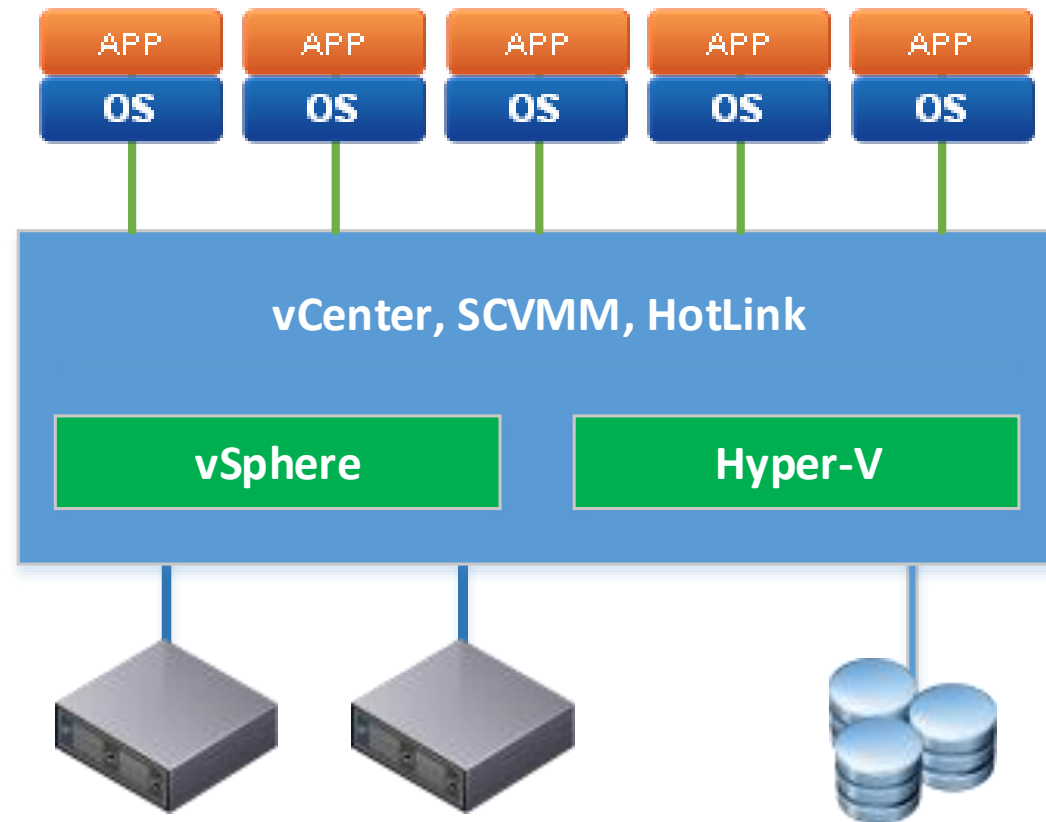 APP APP APP APP APP
OS OS OS OS OS
vCenter, SCVMM, HotLink
vSphere Hyper-V